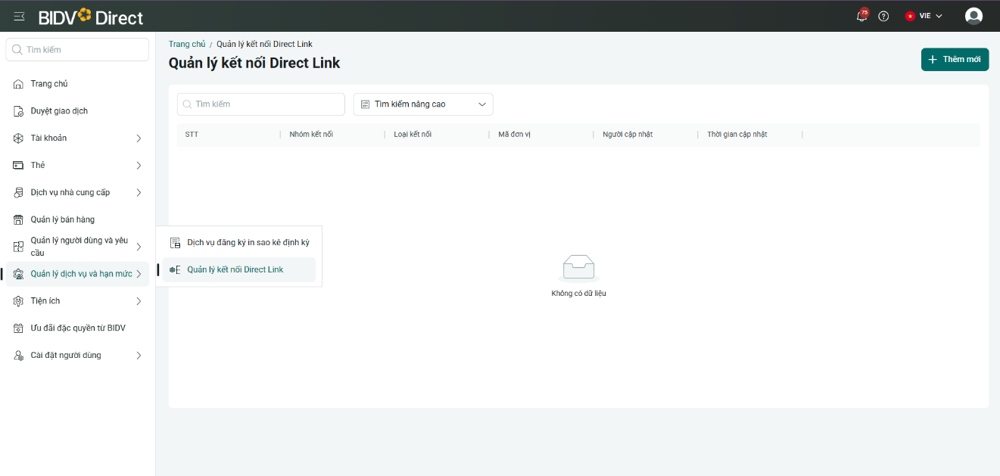 BIDV Direct
75
VIE
Tìm kiếm
Trang chủ
Duyệt giao dịch
Tài khoản
Thẻ
Dịch vụ nhà cung cấp
Quản lý bán hàng
Quản lý người dùng và yêu
cầu
Quản lý dịch vụ và hạn mức
Tiện ích
Ưu đãi đặc quyền từ BIDV
Cài đặt người dùng
Dịch vụ đăng ký in sao kê định kỳ
Quản lý kết nối Direct Link
Trang chủ / Quản lý kết nối Direct Link
Quản lý kết nối Direct Link
Thêm mới
Tìm kiếm
Tìm kiếm nâng cao
STT
Nhóm kết nối
Loại kết nối
Mã đơn vị
Người cập nhật
Thời gian cập nhật
Không có dữ liệu